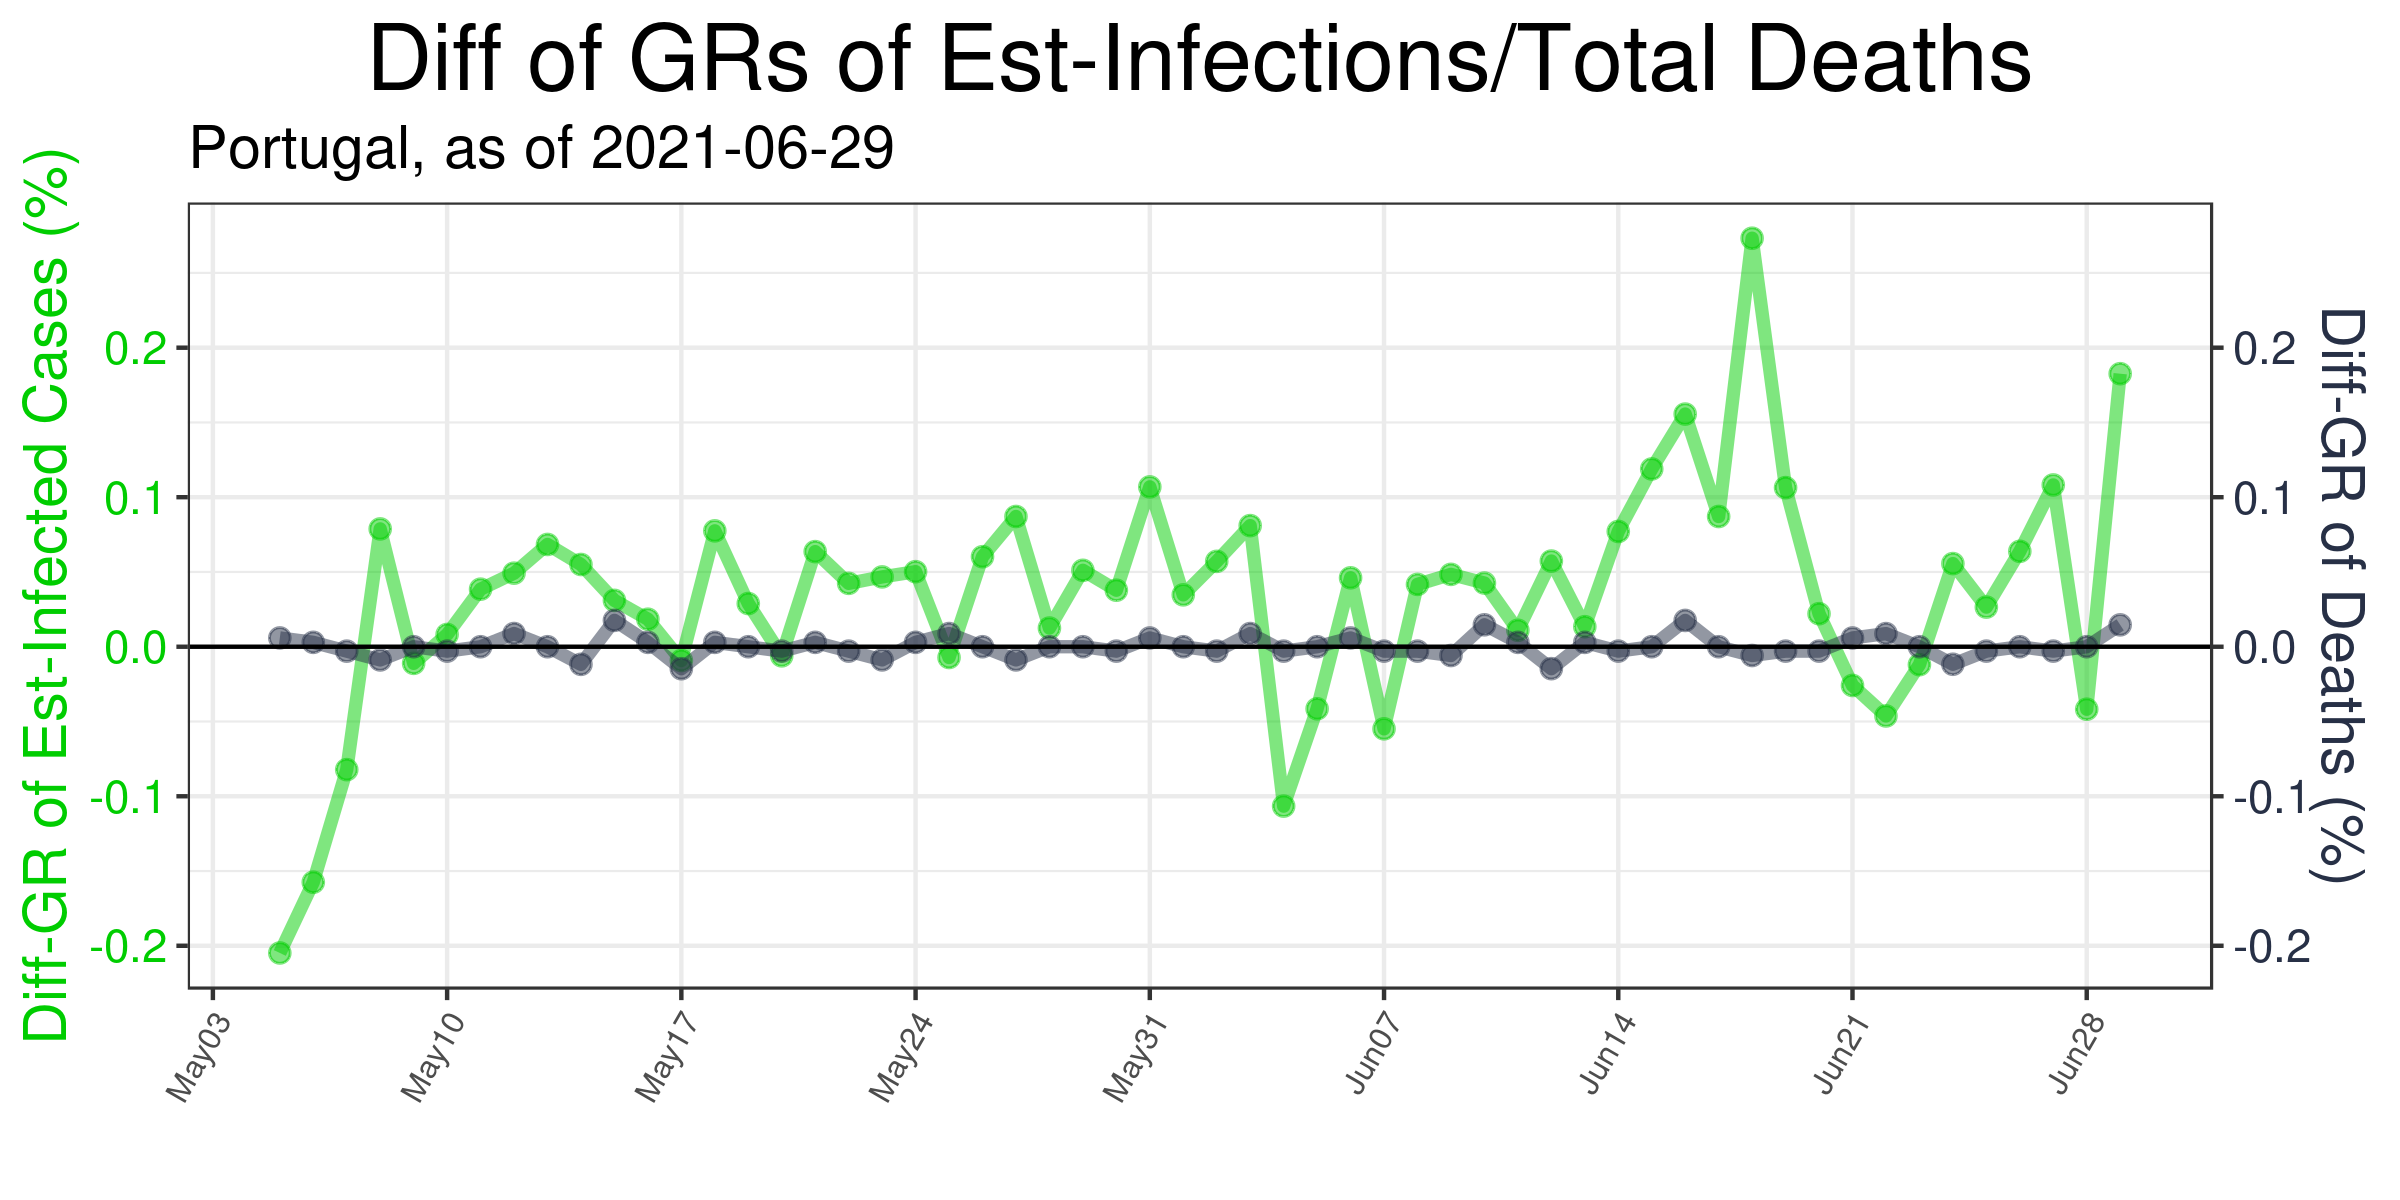 Diff of GRs of Est-Infections/Total Deaths
Portugal, as of 2021-06-29
Diff-GR of Est-Infected Cases (%)
0.2
0.1
0.0
-0.1
-0.2
0.2
0.1
0.0
-0.1
-0.2
Diff-GR of Deaths (%)
May03
May10
May17
May24
May31
Jun07
Jun14
Jun21
Jun28